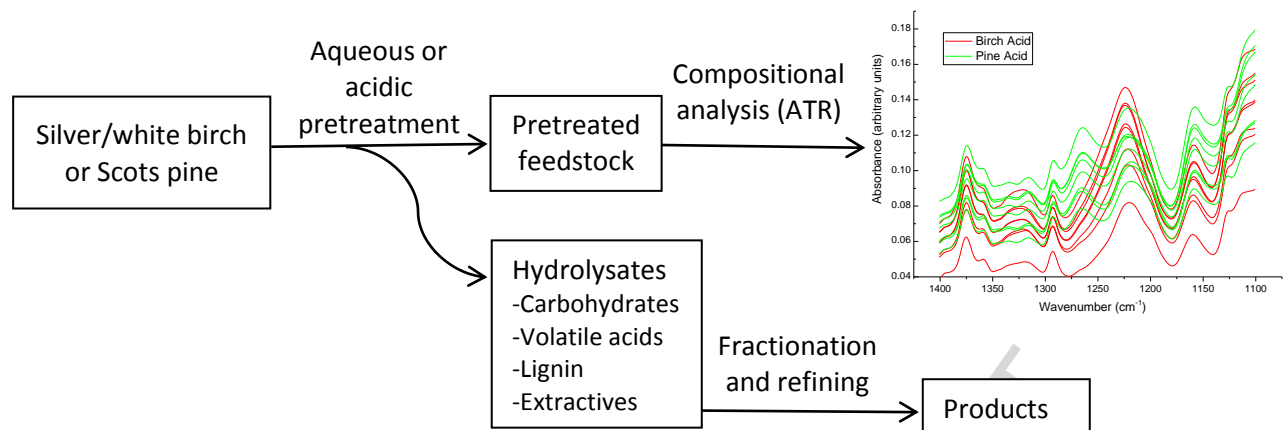 Silver/white birch
or Scots pine
Aqueous or
acidic
pretreatment
Pretreated
feedstock
Compositional
analysis (ATR)
Hydrolysates
-Carbohydrates
-Volatile acids
-Lignin
-Extractives
Fractionation
and refining
Products
Absorbance (arbitrary units)
0.18
0.16
0.14
0.12
0.10
0.08
0.06
0.04
Birch Acid
Pine Acid
1400 1350 1300 1250 1200 1150 1100
Wavenumber (cm⁻¹)